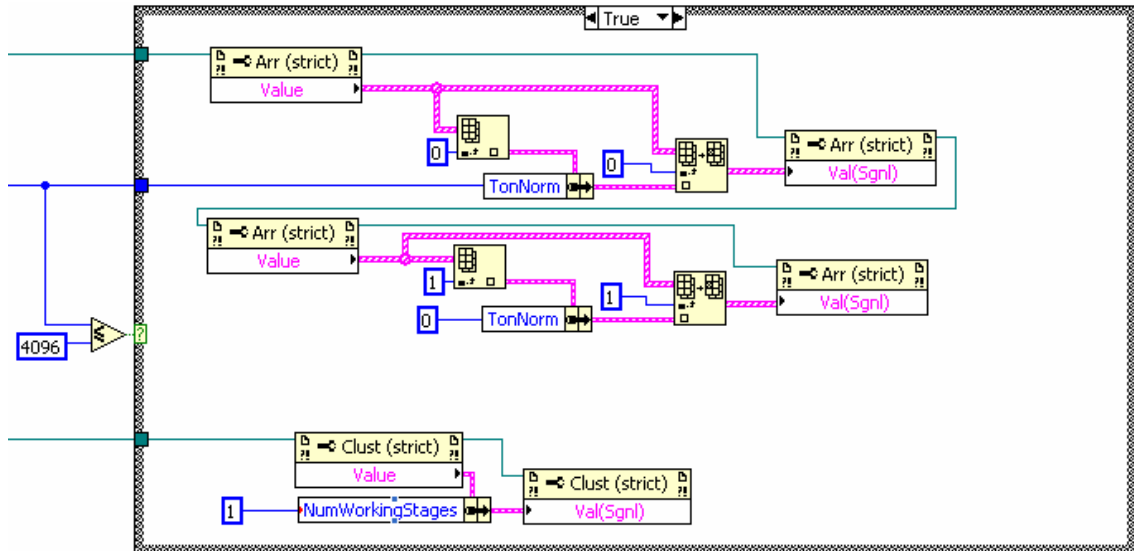 True
Arr (strict)
Value
0
0
Arr (strict)
Val(Sgnl)
TonNorm
Arr (strict)
Value
1
1
Arr (strict)
Val(Sgnl)
0
TonNorm
4096
?
Clust (strict)
Value
Clust (strict)
Val(Sgnl)
1
NumWorkingStages